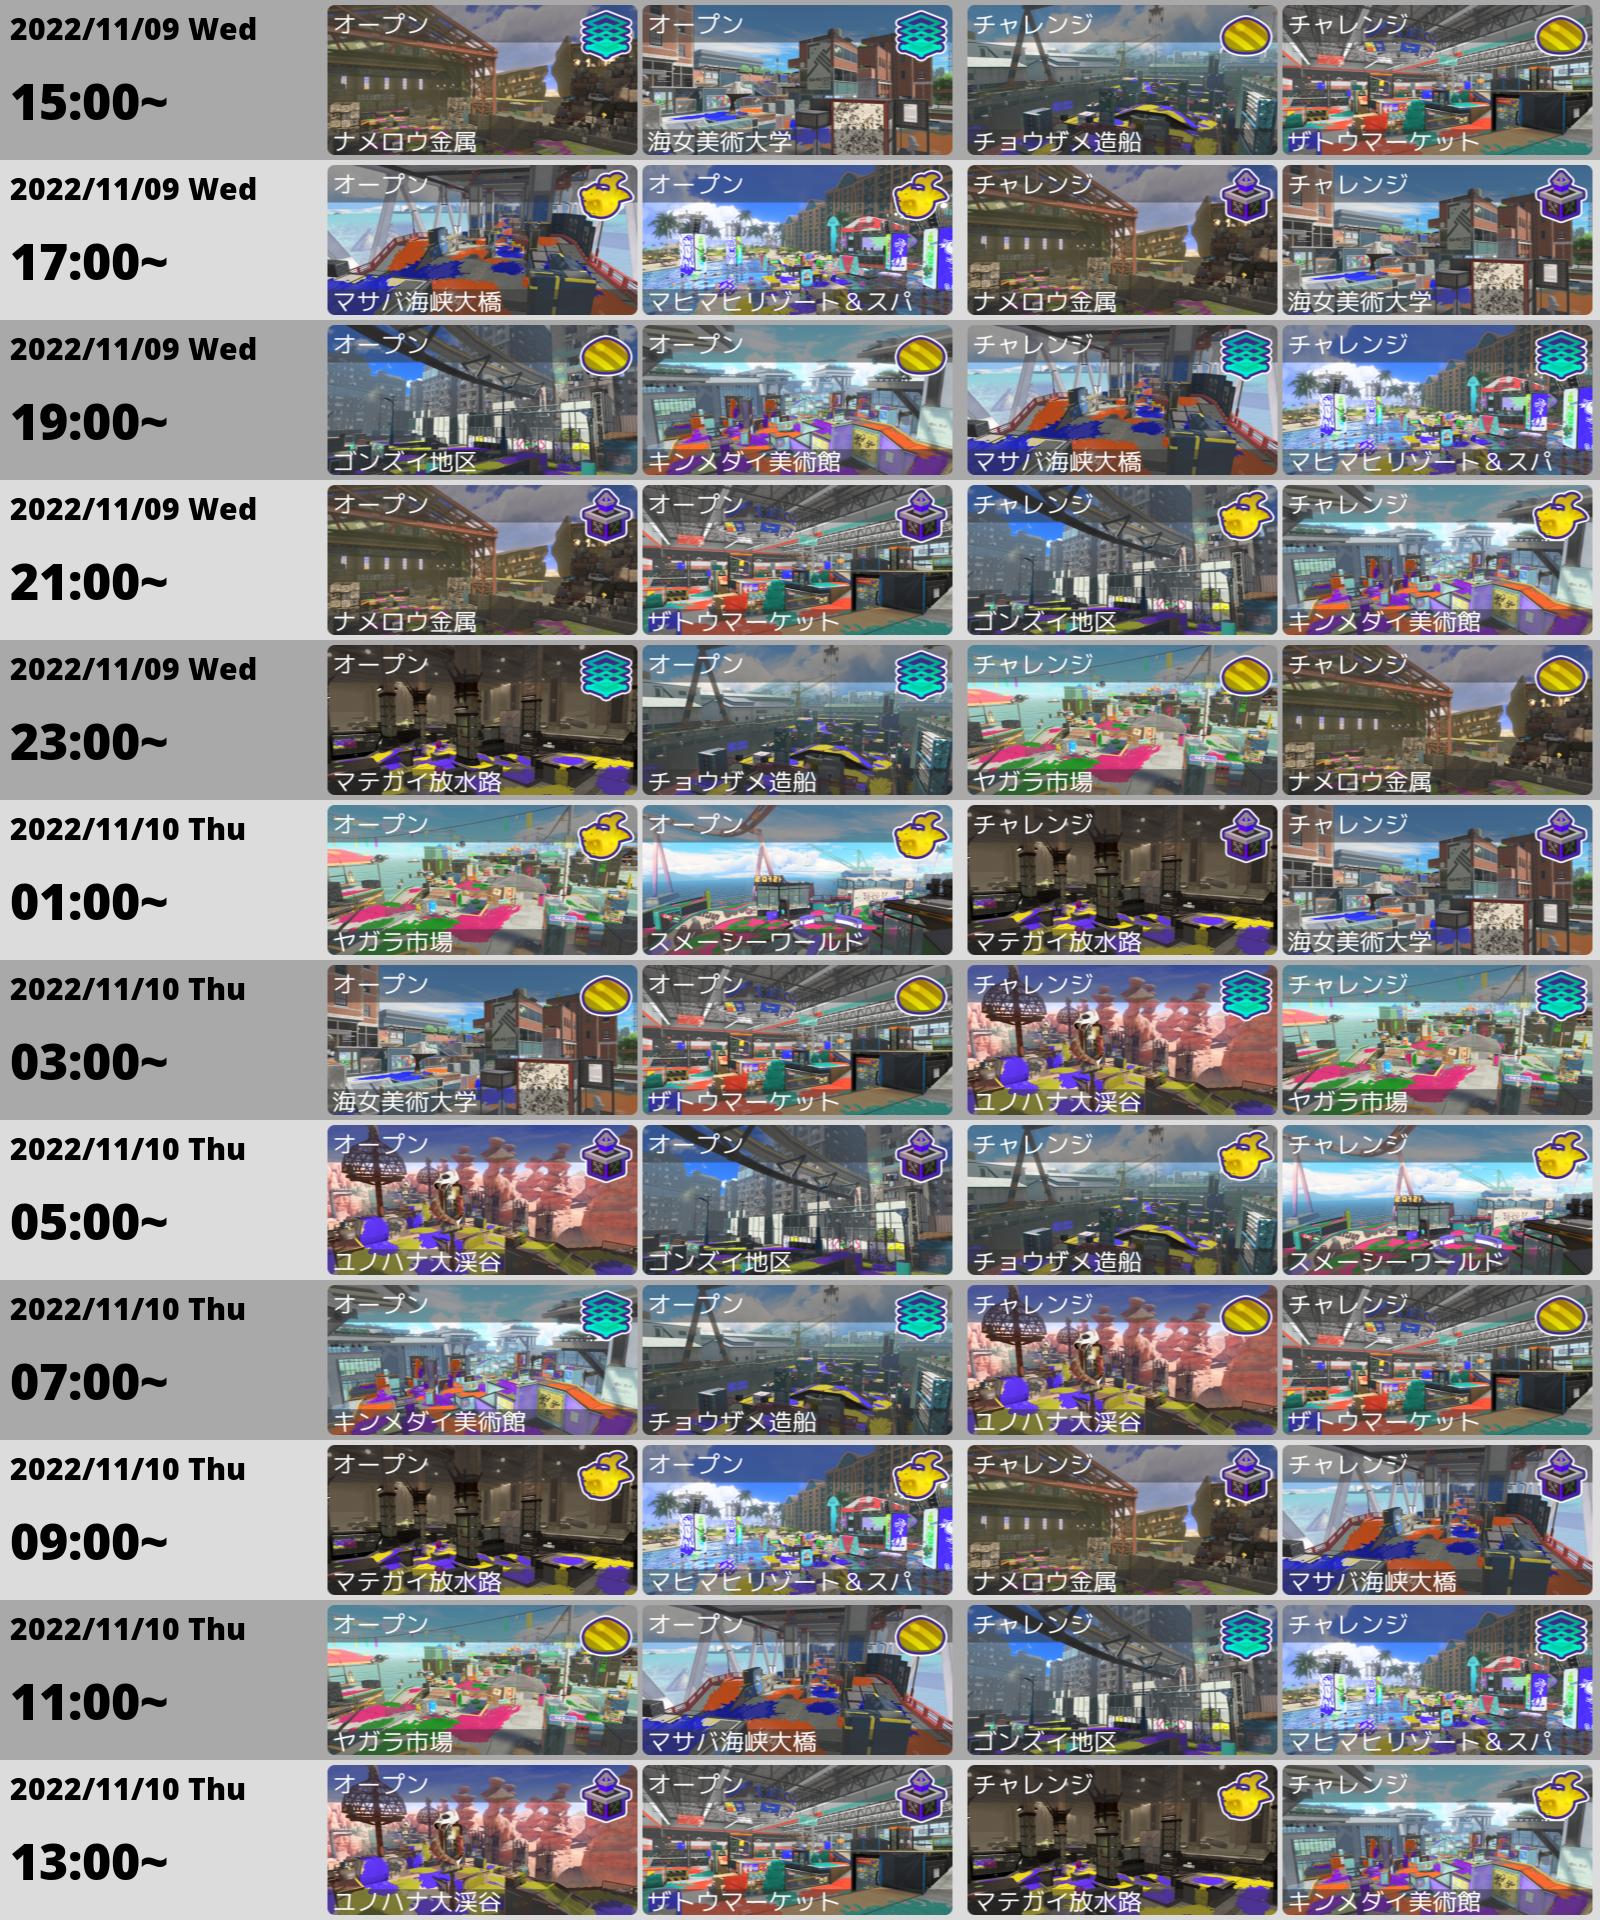 2022/11/09 Wed
15:00~
オープン
ナメロウ金属
オープン
海女美術大学
チャレンジ
チョウザメ造船
チャレンジ
ザトウマーケット
2022/11/09 Wed
17:00~
オープン
マサバ海峡大橋
オープン
マヒマヒリゾート&スパ
チャレンジ
ナメロウ金属
チャレンジ
海女美術大学
2022/11/09 Wed
19:00~
オープン
ゴンズイ地区
オープン
キンメダイ美術館
チャレンジ
マサバ海峡大橋
チャレンジ
マヒマヒリゾート&スパ
2022/11/09 Wed
21:00~
オープン
ナメロウ金属
オープン
ザトウマーケット
チャレンジ
ゴンズイ地区
チャレンジ
キンメダイ美術館
2022/11/09 Wed
23:00~
オープン
マテガイ放水路
オープン
チョウザメ造船
チャレンジ
ヤガラ市場
チャレンジ
ナメロウ金属
2022/11/10 Thu
01:00~
オープン
ヤガラ市場
オープン
スメーシーワールド
チャレンジ
マテガイ放水路
チャレンジ
海女美術大学
2022/11/10 Thu
03:00~
オープン
海女美術大学
オープン
ザトウマーケット
チャレンジ
ユノハナ大渓谷
チャレンジ
ヤガラ市場
2022/11/10 Thu
05:00~
オープン
ユノハナ大渓谷
オープン
ゴンズイ地区
チャレンジ
チョウザメ造船
チャレンジ
スメーシーワールド
2022/11/10 Thu
07:00~
オープン
キンメダイ美術館
オープン
チョウザメ造船
チャレンジ
ユノハナ大渓谷
チャレンジ
ザトウマーケット
2022/11/10 Thu
09:00~
オープン
マテガイ放水路
オープン
マヒマヒリゾート&スパ
チャレンジ
ナメロウ金属
チャレンジ
マサバ海峡大橋
2022/11/10 Thu
11:00~
オープン
ヤガラ市場
オープン
マサバ海峡大橋
チャレンジ
ゴンズイ地区
チャレンジ
マヒマヒリゾート&スパ
2022/11/10 Thu
13:00~
オープン
ユノハナ大渓谷
オープン
ザトウマーケット
チャレンジ
マテガイ放水路
チャレンジ
キンメダイ美術館